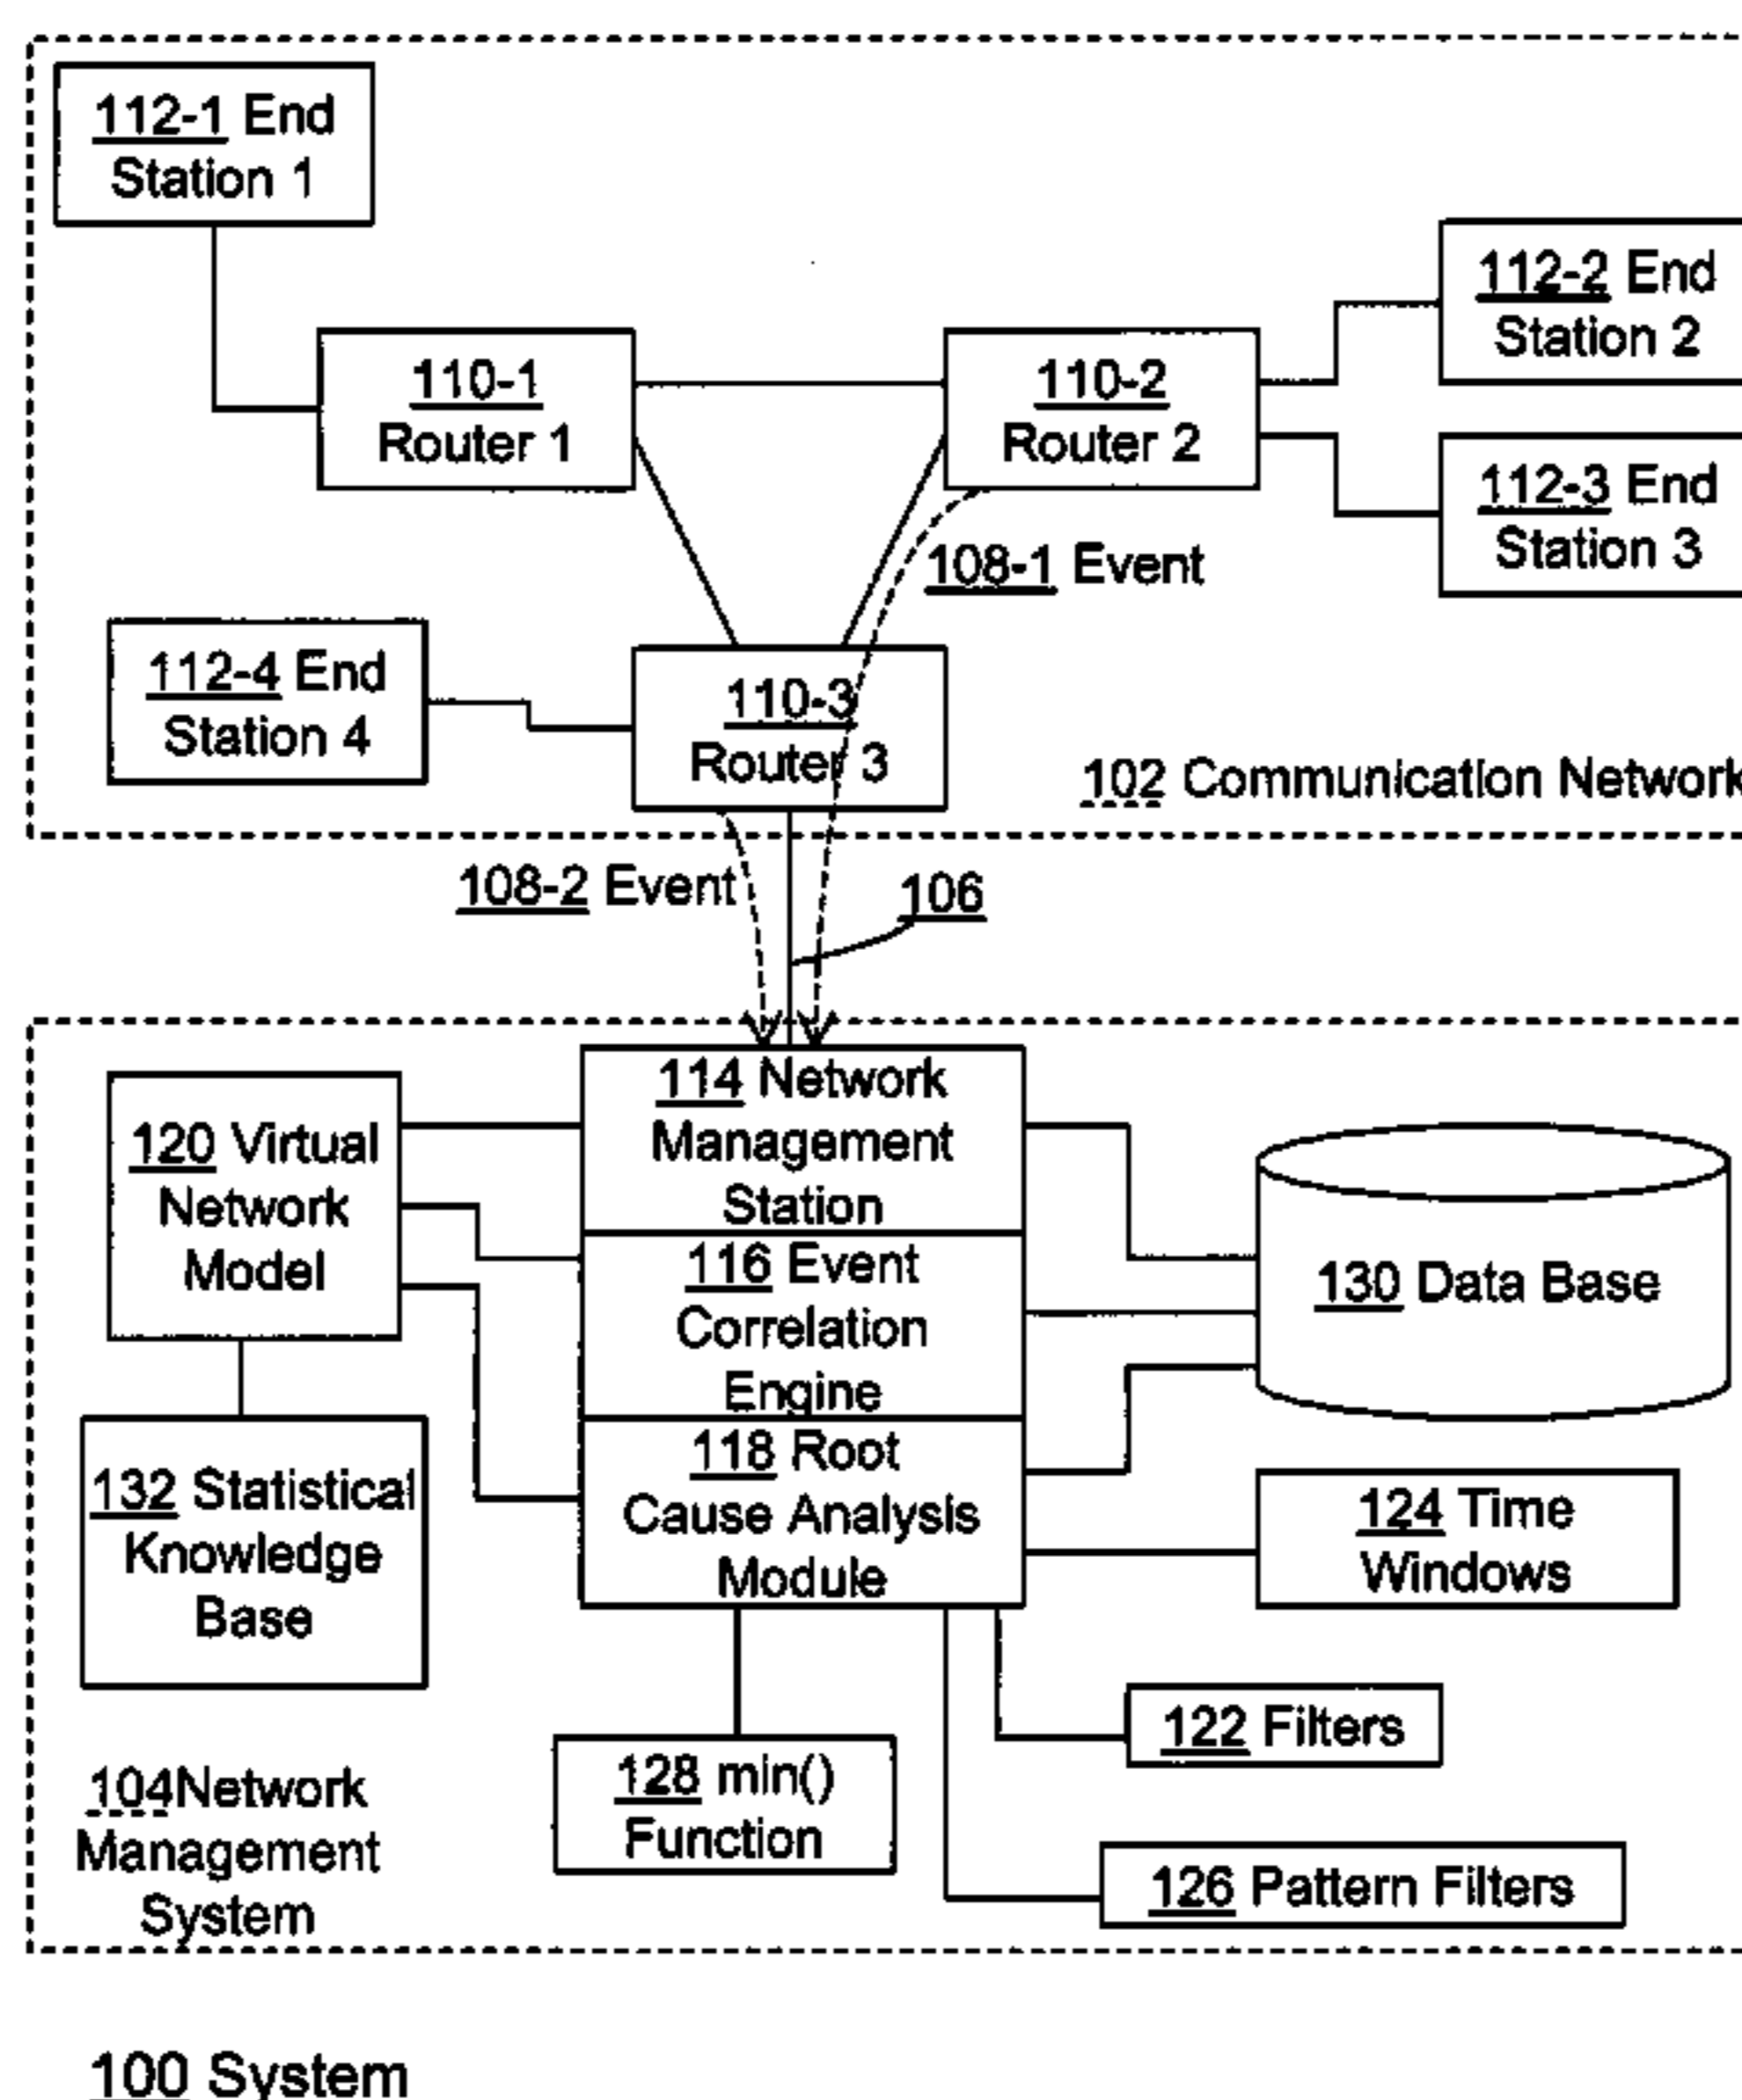 112-1 End
Station 1
112-2 End
Station 2
110-1
Router 1
110-2
Router 2
112-3 End
Station 3
108-1 Event
112-4 End
Station 4
110-3
Router 3
102 Communication Network
108-2 Event
106
114 Network
Management
Station
120 Virtual
Network
Model
116 Event
Correlation
Engine
130 Data Base
118 Root
Cause Analysis
Module
132 Statistical
Knowledge
Base
124 Time
Windows
122 Filters
128 min()
Function
104Network
Management
System
126 Pattern Filters
100 System